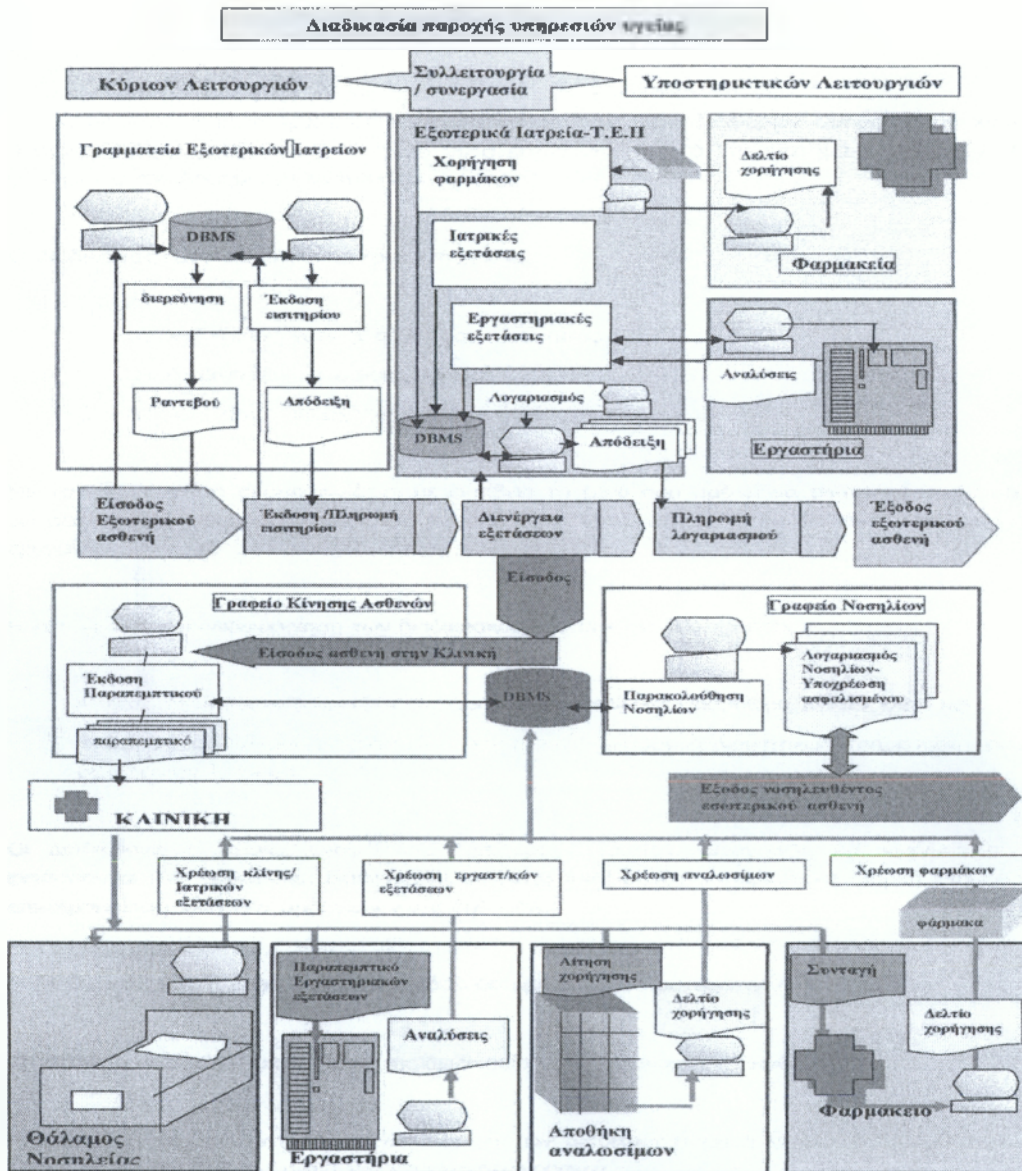 Διαδικασία παροχής υπηρεσιών υγείας
Κύριων Λειτουργιών
Συλλειτουργία
/ συνεργασία
Υποστηρικτικών Λειτουργιών
Γραμματεία Εξωτερικών Ιατρείων
DBMS
διερεύνηση
Έκδοση
εισιτηρίου
Ραντεβού
Απόδειξη
Εξωτερικά Ιατρεία-Τ.Ε.Π
Χορήγηση
φαρμάκων
Ιατρικές
εξετάσεις
Εργαστηριακές
εξετάσεις
Λογαριασμός
DBMS
Απόδειξη
Δελτίο
χορήγησης
Φαρμακεία
Αναλύσεις
Εργαστήρια
Είσοδος
Εξωτερικού
ασθενή
Έκδοση /Πληρωμή
εισιτηρίου
Διενέργεια
εξετάσεων
Πληρωμή
λογαριασμού
Έξοδος
εξωτερικού
ασθενή
Είσοδος
Γραφείο Κίνησης Ασθενών
Είσοδος ασθενή στην Κλινική
Έκδοση
Παραπεμπτικού
παραπεμπτικό
DBMS
Γραφείο Νοσηλίων
Παρακολούθηση
Νοσηλίων
Λογαριασμός
Νοσηλίων-
Υποχρέωση
ασφαλισμένου
Εξοδος νοσηλευθέντος
εσωτερικού ασθενή
ΚΛΙΝΙΚΗ
Χρέωση κλίνης/
Ιατρικών
εξετάσεων
Χρέωση εργαστ/κών
εξετάσεων
Χρέωση αναλωσίμων
Χρέωση φαρμάκων
φάρμακα
Θάλαμος
Νοσηλείας
Παραπεμπτικό
Εργαστηριακών
εξετάσεων
Αναλύσεις
Εργαστήρια
Αίτηση
χορήγησης
Δελτίο
χορήγησης
Αποθήκη
αναλωσίμων
Συνταγή
Δελτίο
χορήγησης
Φαρμακείο